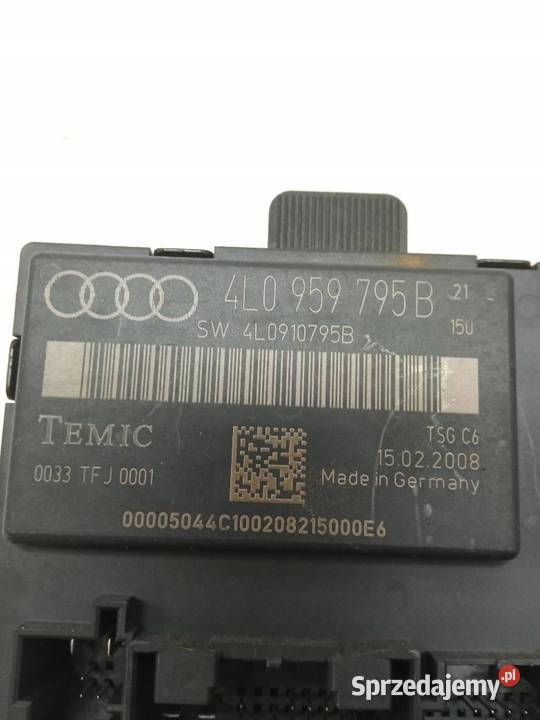 4L0 959 795 B 21
SW: 4L0910795B 150
TEMIC
TSG C6
15.02.2008
0033 TFJ 0001
Made in Germany
00005044C100208215000E6
Sprzedajemy.pl